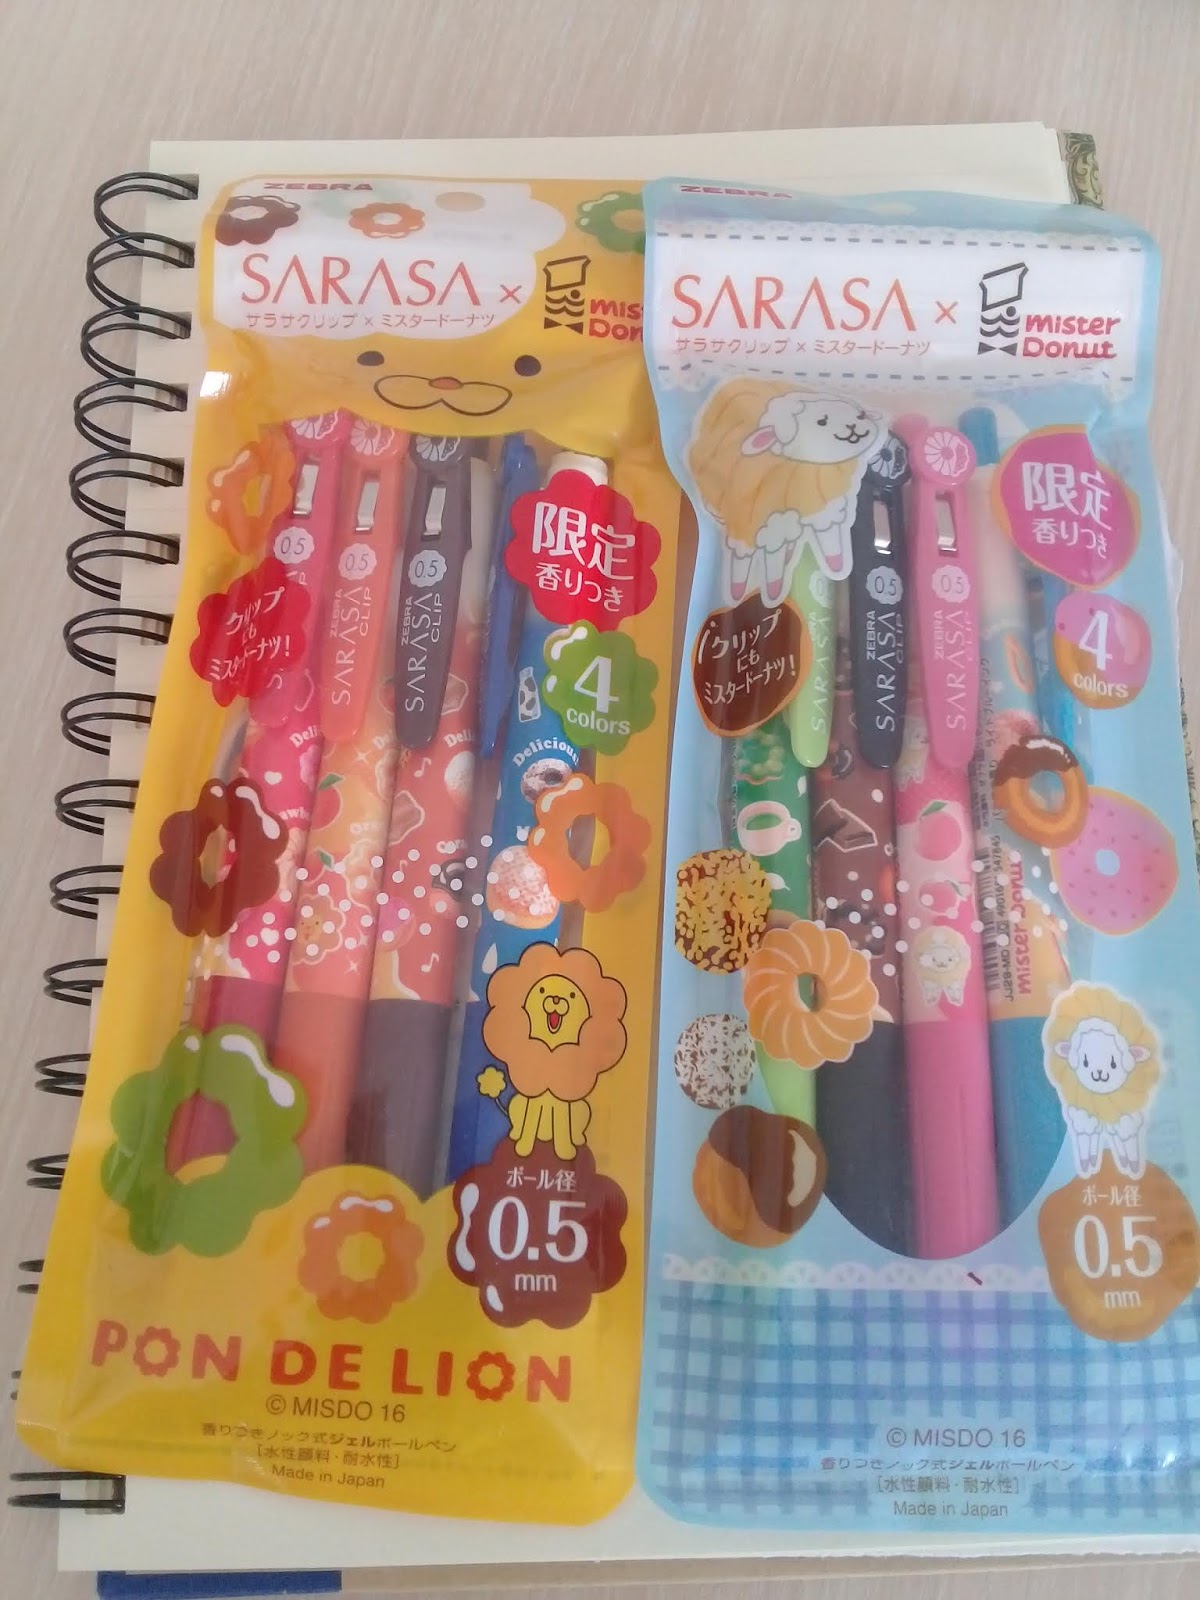 ZEBRA
SARASA × mister Donut
サラサクリップ × ミスタードーナツ
限定
香りつき
クリップ
にも
ミスタードーナツ!
4
colors
0.5
0.5
0.5
SARASA
CLIP
ZEBRA
SARASA
CLIP
Delicious
ボール径
0.5
mm
PON DE LION
© MISDO 16
香りつきノック式ジェルボールペン
[水性顔料・耐水性]
Made in Japan
ZEBRA
SARASA × mister Donut
サラサクリップ × ミスタードーナツ
限定
香りつき
クリップ
にも
ミスタードーナツ!
4
colors
0.5
0.5
SARASA
ZEBRA
SARASA
CLIP
ZEBRA
SARASA
CLIP
mister Donut
ボール径
0.5
mm
© MISDO 16
香りつきノック式ジェルボールペン
[水性顔料・耐水性]
Made in Japan